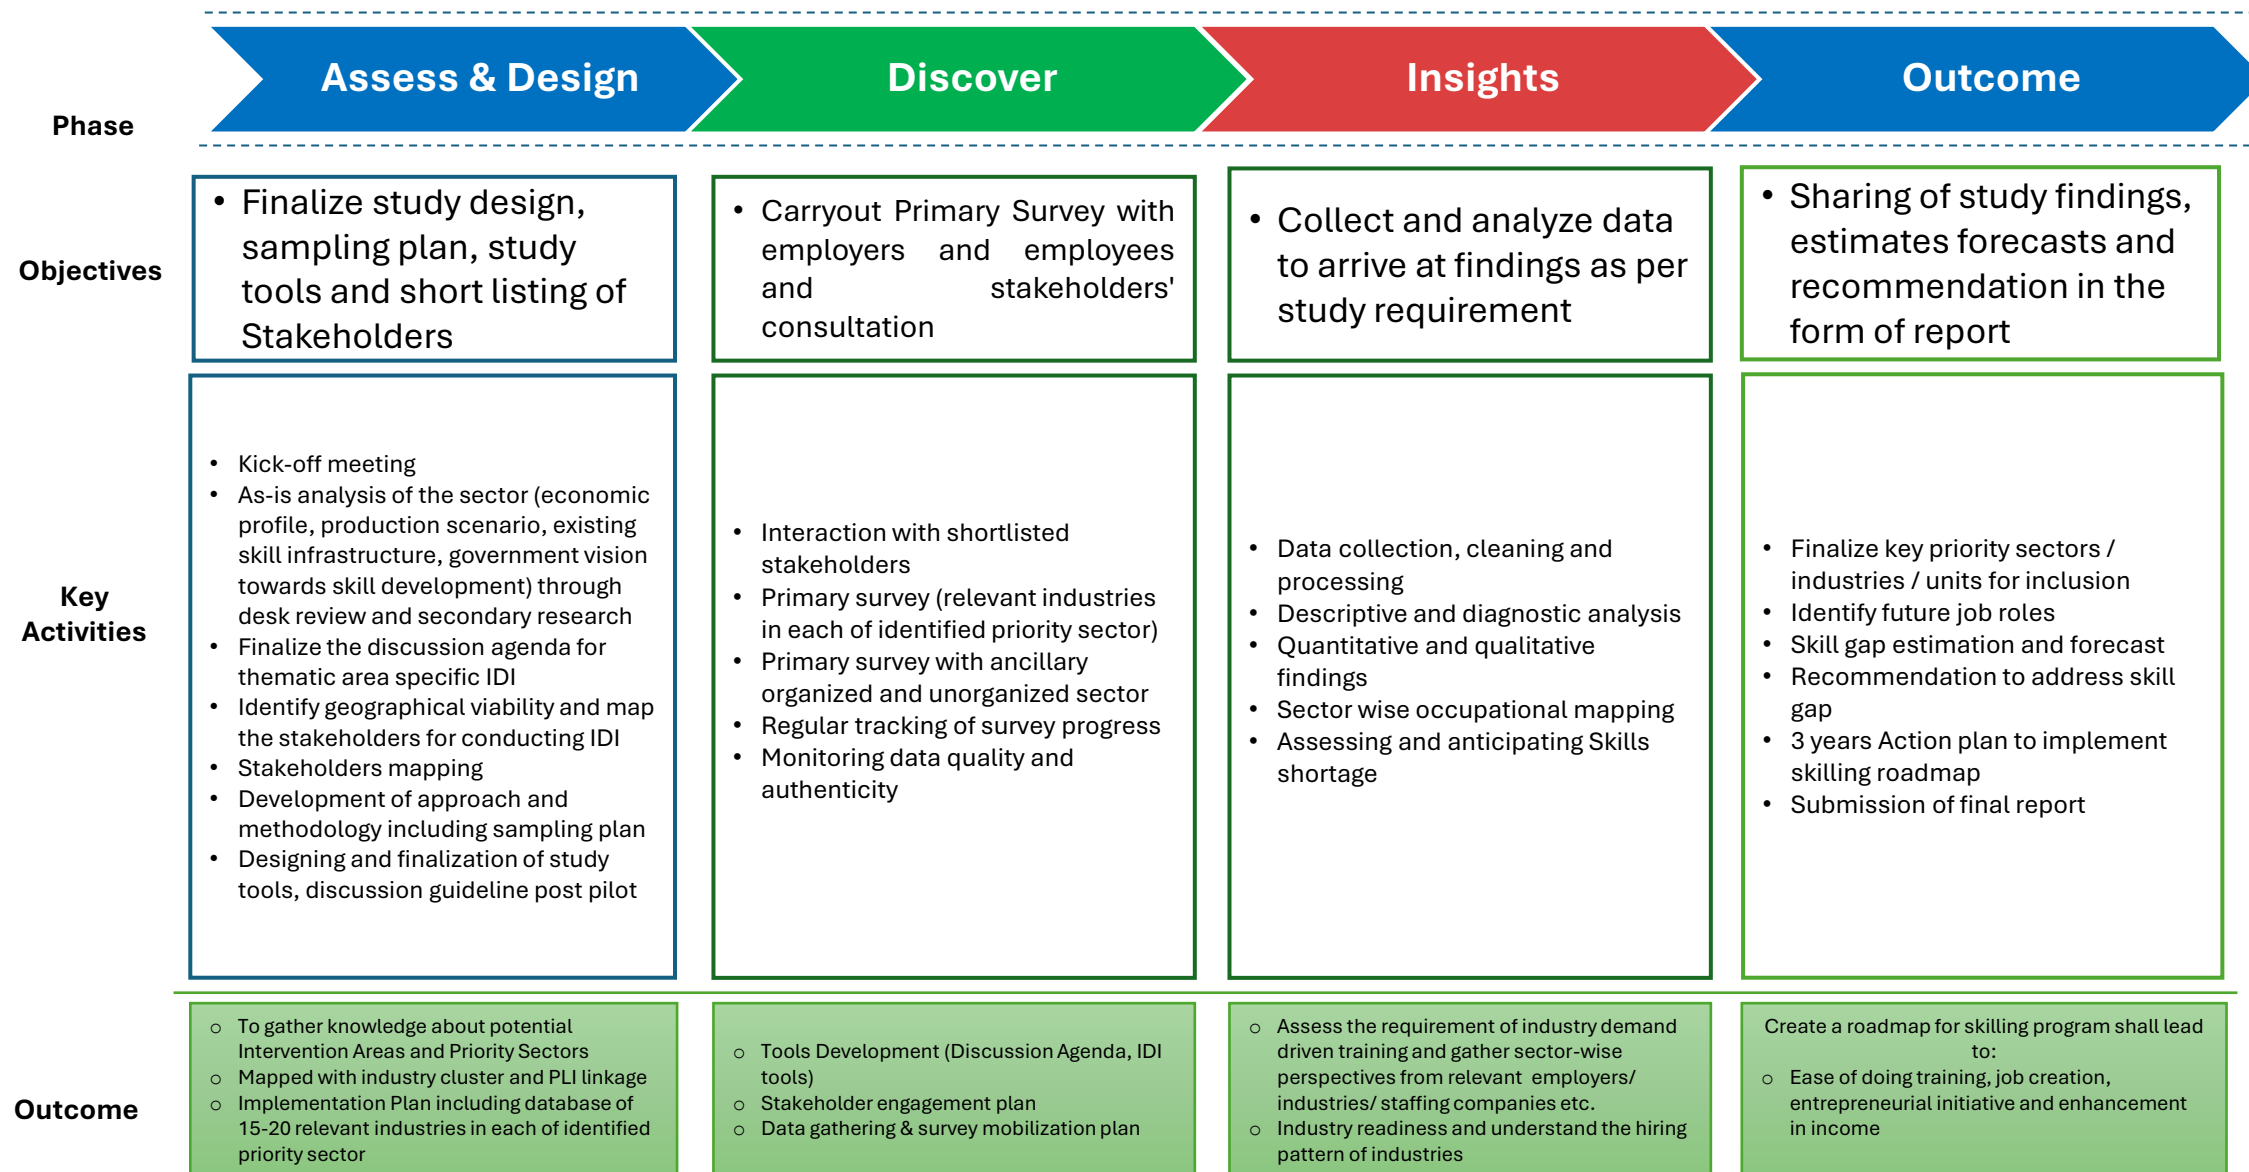 Phase
Assess & Design
Discover
Insights
Outcome
Objectives
• Finalize study design,
sampling plan, study
tools and short listing of
Stakeholders
• Carryout Primary Survey with
employers and employees
and stakeholders'
consultation
• Collect and analyze data
to arrive at findings as per
study requirement
• Sharing of study findings,
estimates forecasts and
recommendation in the
form of report
Key
Activities
• Kick-off meeting
• As-is analysis of the sector (economic
profile, production scenario, existing
skill infrastructure, government vision
towards skill development) through
desk review and secondary research
• Finalize the discussion agenda for
thematic area specific IDI
• Identify geographical viability and map
the stakeholders for conducting IDI
• Stakeholders mapping
• Development of approach and
methodology including sampling plan
• Designing and finalization of study
tools, discussion guideline post pilot
• Interaction with shortlisted
stakeholders
• Primary survey (relevant industries
in each of identified priority sector)
• Primary survey with ancillary
organized and unorganized sector
• Regular tracking of survey progress
• Monitoring data quality and
authenticity
• Data collection, cleaning and
processing
• Descriptive and diagnostic analysis
• Quantitative and qualitative
findings
• Sector wise occupational mapping
• Assessing and anticipating Skills
shortage
• Finalize key priority sectors /
industries / units for inclusion
• Identify future job roles
• Skill gap estimation and forecast
• Recommendation to address skill
gap
• 3 years Action plan to implement
skilling roadmap
• Submission of final report
Outcome
o To gather knowledge about potential
Intervention Areas and Priority Sectors
o Mapped with industry cluster and PLI linkage
o Implementation Plan including database of
15-20 relevant industries in each of identified
priority sector
o Tools Development (Discussion Agenda, IDI
tools)
o Stakeholder engagement plan
o Data gathering & survey mobilization plan
o Assess the requirement of industry demand
driven training and gather sector-wise
perspectives from relevant employers/
industries/ staffing companies etc.
o Industry readiness and understand the hiring
pattern of industries
Create a roadmap for skilling program shall lead
to:
o Ease of doing training, job creation,
entrepreneurial initiative and enhancement
in income